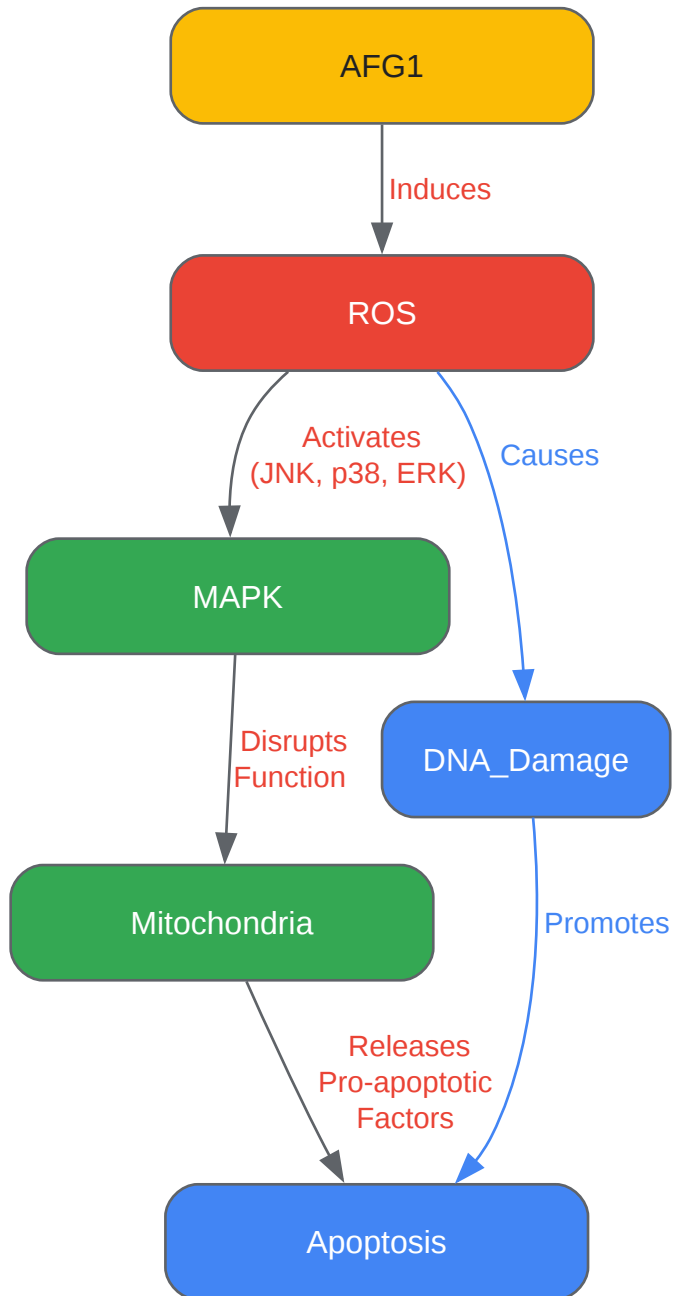 AFG1
Induces
ROS
Activates
(JNK, p38, ERK)
Causes
MAPK
Disrupts
Function
DNA_Damage
Mitochondria
Promotes
Releases
Pro-apoptotic
Factors
Apoptosis